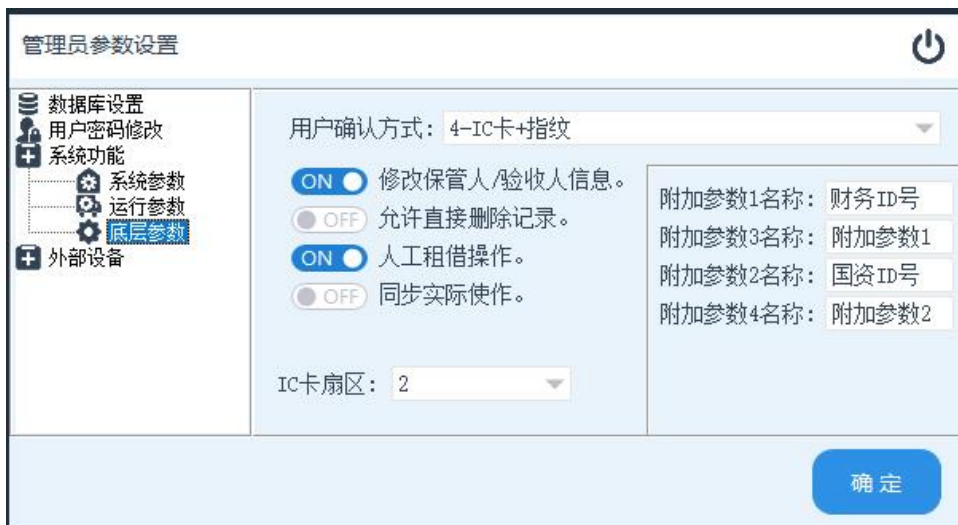 管理员参数设置
数据库设置
用户密码修改
系统功能
系统参数
运行参数
底层参数
外部设备
用户确认方式：4-IC卡+指纹
ON 修改保管人/验收人信息。
OFF 允许直接删除记录。
ON 人工租借操作。
OFF 同步实际使作。
IC卡扇区：2
附加参数1名称：财务ID号
附加参数3名称：附加参数1
附加参数2名称：国资ID号
附加参数4名称：附加参数2
确定